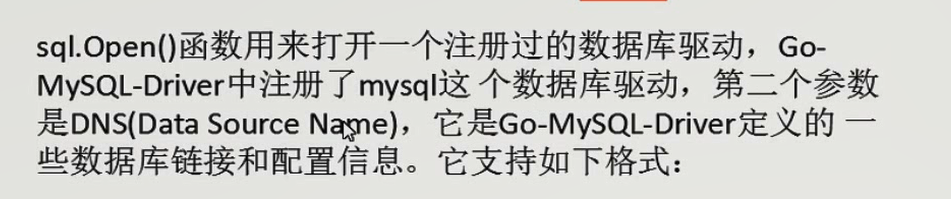 sql.Open()函数用来打开一个注册过的数据库驱动，Go-
MySQL-Driver中注册了mysql这 个数据库驱动，第二个参数
是DNS(Data Source Name)，它是Go-MySQL-Driver定义的 一
些数据库链接和配置信息。它支持如下格式：